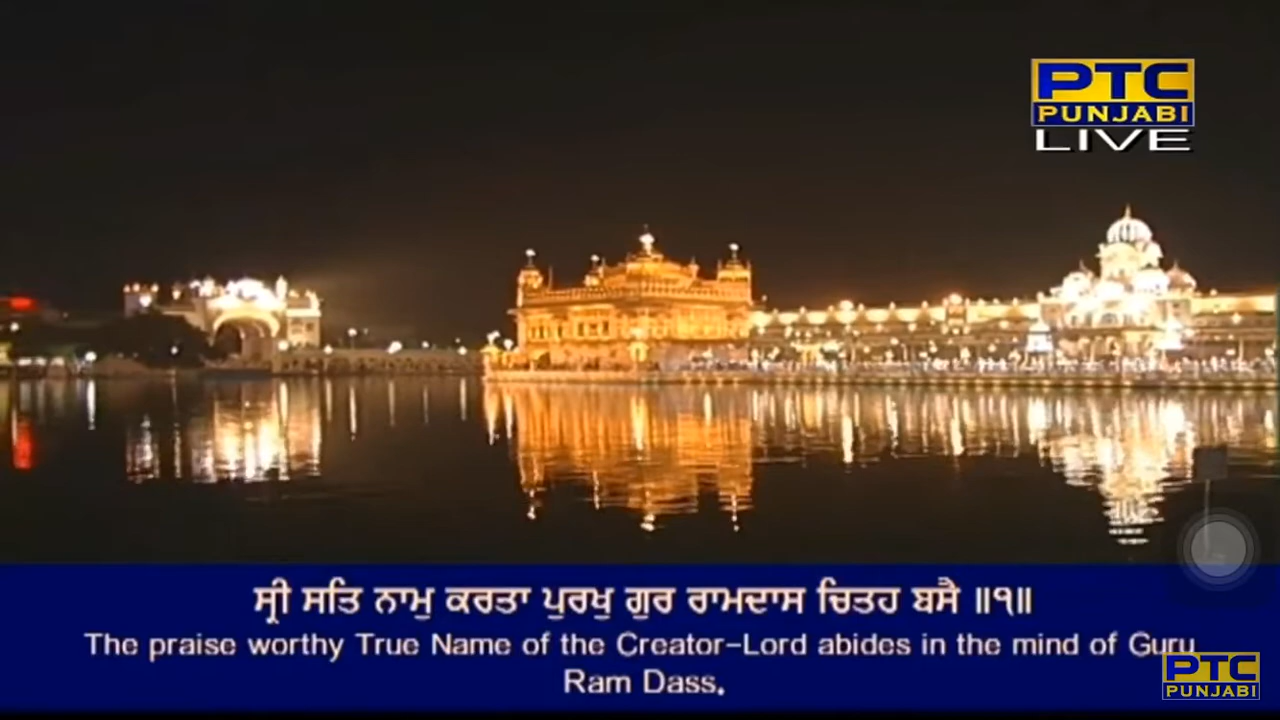 PTC
PUNJABI
LIVE
ਸ੍ਰੀ ਸਤਿ ਨਾਮੁ ਕਰਤਾ ਪੁਰਖੁ ਗੁਰ ਰਾਮਦਾਸ ਚਿਤਹ ਬਸੈ ॥੧॥
The praise worthy True Name of the Creator-Lord abides in the mind of Guru
Ram Dass.
PTC
PUNJABI